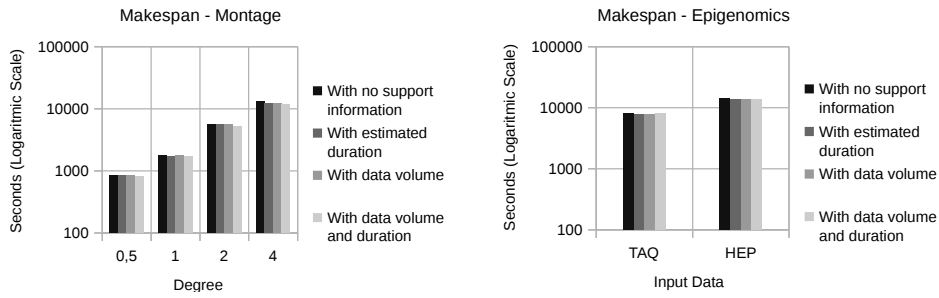 Makespan - Montage
Seconds (Logaritmic Scale)
100000
10000
1000
100
0,5
1
2
4
Degree
With no support
information
With estimated
duration
With data volume
With data volume
and duration
Makespan - Epigenomics
Seconds (Logaritmic Scale)
100000
10000
1000
100
TAQ
HEP
Input Data
With no support
information
With estimated
duration
With data volume
With data volume
and duration